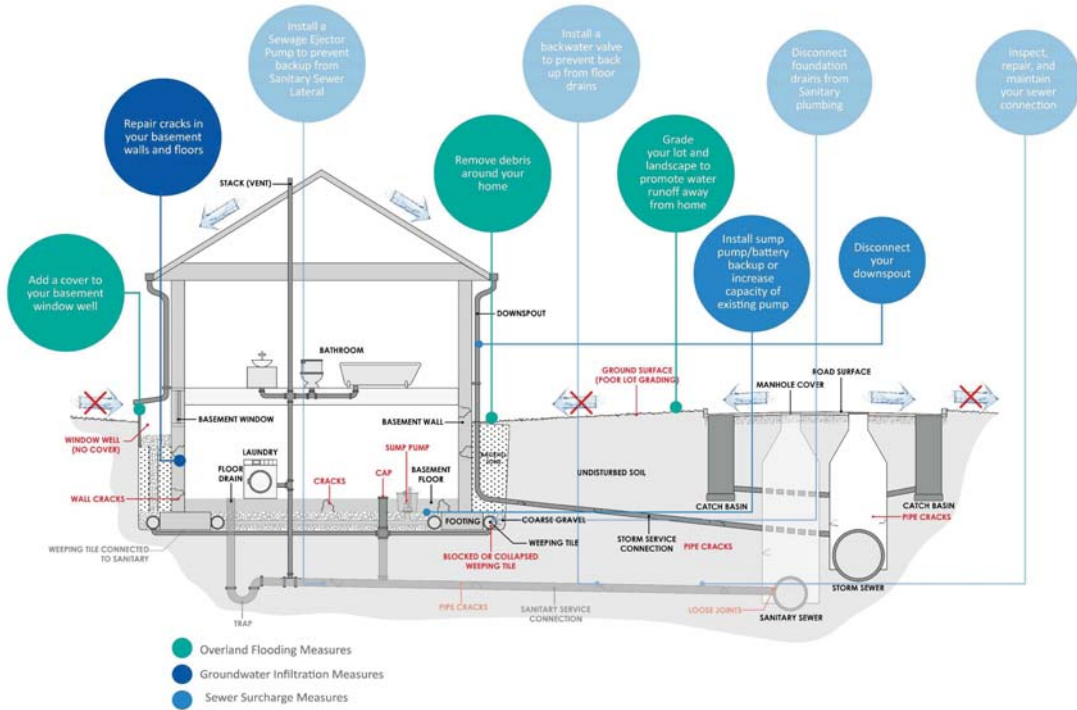 Install a
Sewage Ejector
Pump to prevent
backup from
Sanitary Sewer
Lateral
Install a
backwater valve
to prevent back
up from floor
drains
Disconnect
foundation
drains from
Sanitary
plumbing
Inspect,
repair, and
maintain
your sewer
connection
Repair cracks in
your basement
walls and floors
Remove debris
around your
home
Grade
your lot and
landscape to
promote water
runoff away
from home
Install sump
pump/battery
backup or
increase
capacity of
existing pump
Disconnect
your
downspout
Add a cover to
your basement
window well
STACK (VENT)
DOWNSPOUT
BATHROOM
GROUND SURFACE
(POOR LOT GRADING)
ROAD SURFACE
MANHOLE COVER
BASEMENT WINDOW
BASEMENT WALL
WINDOW WELL
(NO COVER)
LAUNDRY
FLOOR
DRAIN
SUMP PUMP
CAP
BASEMENT
FLOOR
CRACKS
WALL CRACKS
UNDISTURBED SOIL
CATCH BASIN
CATCH BASIN
PIPE CRACKS
FOOTING
COARSE GRAVEL
WEEPING TILE
STORM SERVICE
CONNECTION
PIPE CRACKS
WEEPING TILE CONNECTED
TO SANITARY
BLOCKED OR COLLAPSED
WEEPING TILE
STORM SEWER
PIPE CRACKS
SANITARY SERVICE
CONNECTION
LOOSE JOINTS
SANITARY SEWER
TRAP
Overland Flooding Measures
Groundwater Infiltration Measures
Sewer Surcharge Measures